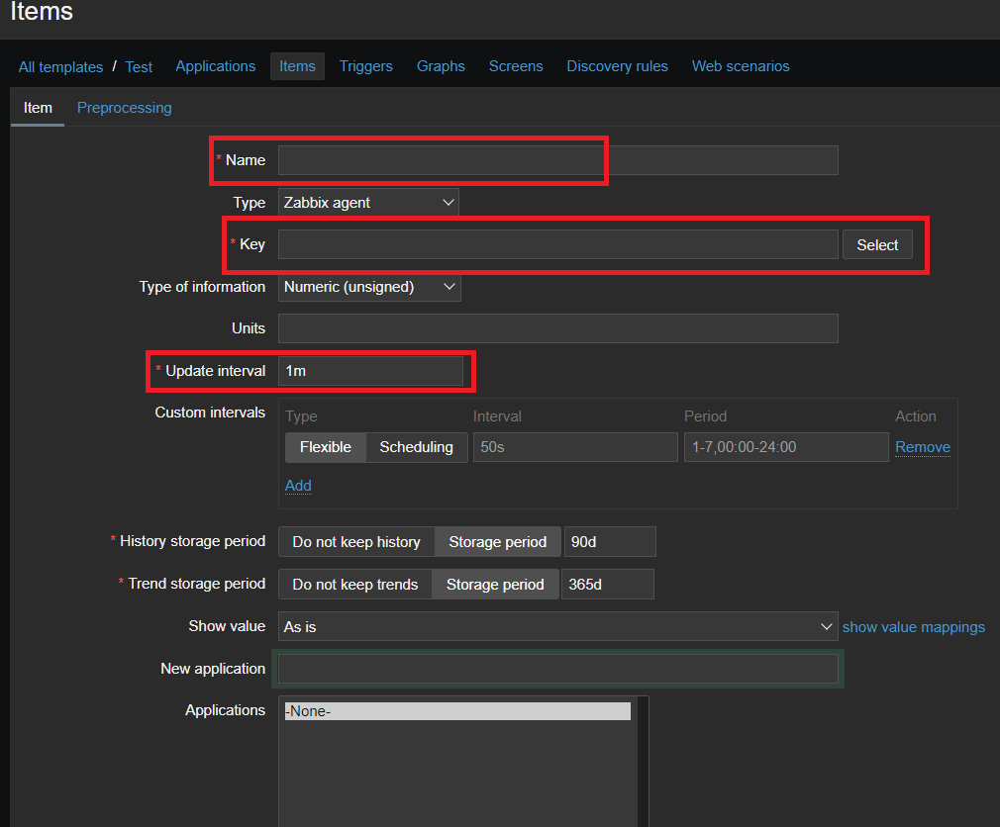 Items
All templates / Test Applications Items Triggers Graphs Screens Discovery rules Web scenarios
Item Preprocessing
* Name
Type Zabbix agent
* Key Select
Type of information Numeric (unsigned)
Units
* Update interval 1m
Custom intervals Type Interval Period Action
Flexible Scheduling 50s 1-7,00:00-24:00 Remove
Add
* History storage period Do not keep history Storage period 90d
* Trend storage period Do not keep trends Storage period 365d
Show value As is show value mappings
New application
Applications -None-